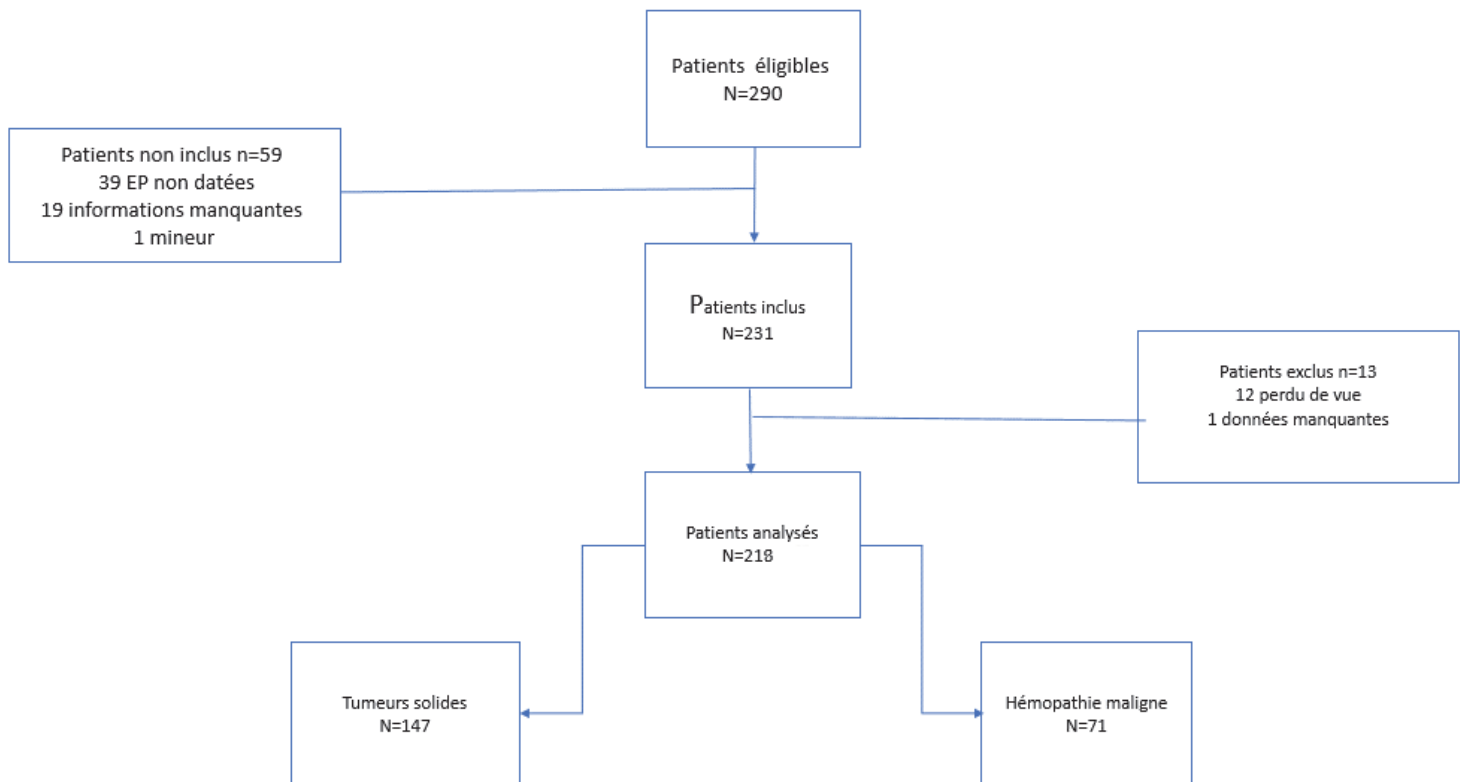 Patients éligibles
N=290
Patients non inclus n=59
39 EP non datées
19 informations manquantes
1 mineur
Patients inclus
N=231
Patients exclus n=13
12 perdu de vue
1 données manquantes
Patients analysés
N=218
Tumeurs solides
N=147
Hémopathie maligne
N=71